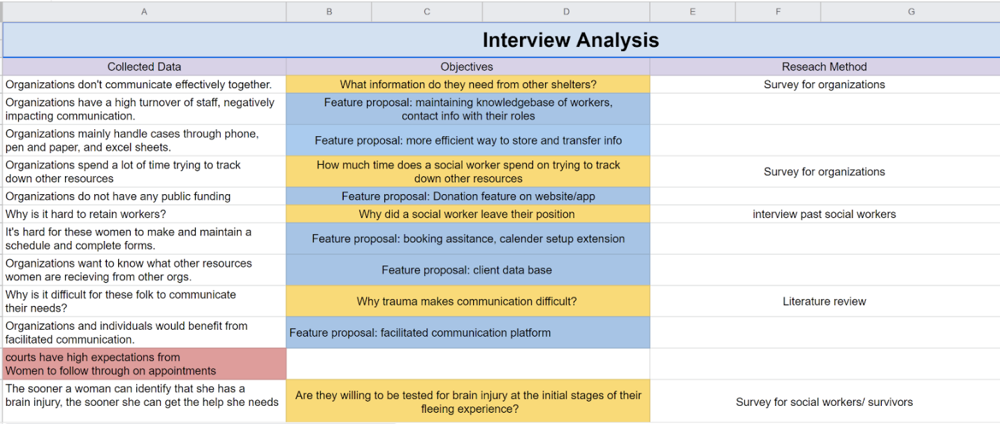 A B C D E F G
Interview Analysis
Collected Data Objectives Reseach Method
Organizations don't communicate effectively together. What information do they need from other shelters? Survey for organizations
Organizations have a high turnover of staff, negatively
impacting communication.
Feature proposal: maintaining knowledgebase of workers,
contact info with their roles
Organizations mainly handle cases through phone,
pen and paper, and excel sheets.
Feature proposal: more efficient way to store and transfer info
Organizations spend a lot of time trying to track
down other resources
How much time does a social worker spend on trying to track
down other resources
Survey for organizations
Organizations do not have any public funding Feature proposal: Donation feature on website/app
Why is it hard to retain workers? Why did a social worker leave their position interview past social workers
It's hard for these women to make and maintain a
schedule and complete forms.
Feature proposal: booking assitance, calender setup extension
Organizations want to know what other resources
women are recieving from other orgs.
Feature proposal: client data base
Why is it difficult for these folk to communicate
their needs?
Why trauma makes communication difficult?
Literature review
Organizations and individuals would benefit from
facilitated communication.
Feature proposal: facilitated communication platform
courts have high expectations from
Women to follow through on appointments
The sooner a woman can identify that she has a
brain injury, the sooner she can get the help she needs
Are they willing to be tested for brain injury at the initial stages of their
fleeing experience?
Survey for social workers/ survivors